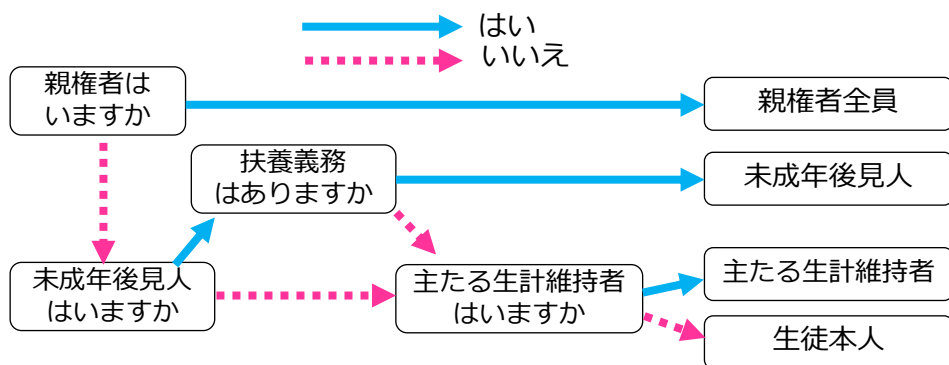 はい
いいえ
親権者は
いますか
親権者全員
扶養義務
はありますか
未成年後見人
未成年後見人
はいますか
主たる生計維持者
はいますか
主たる生計維持者
生徒本人